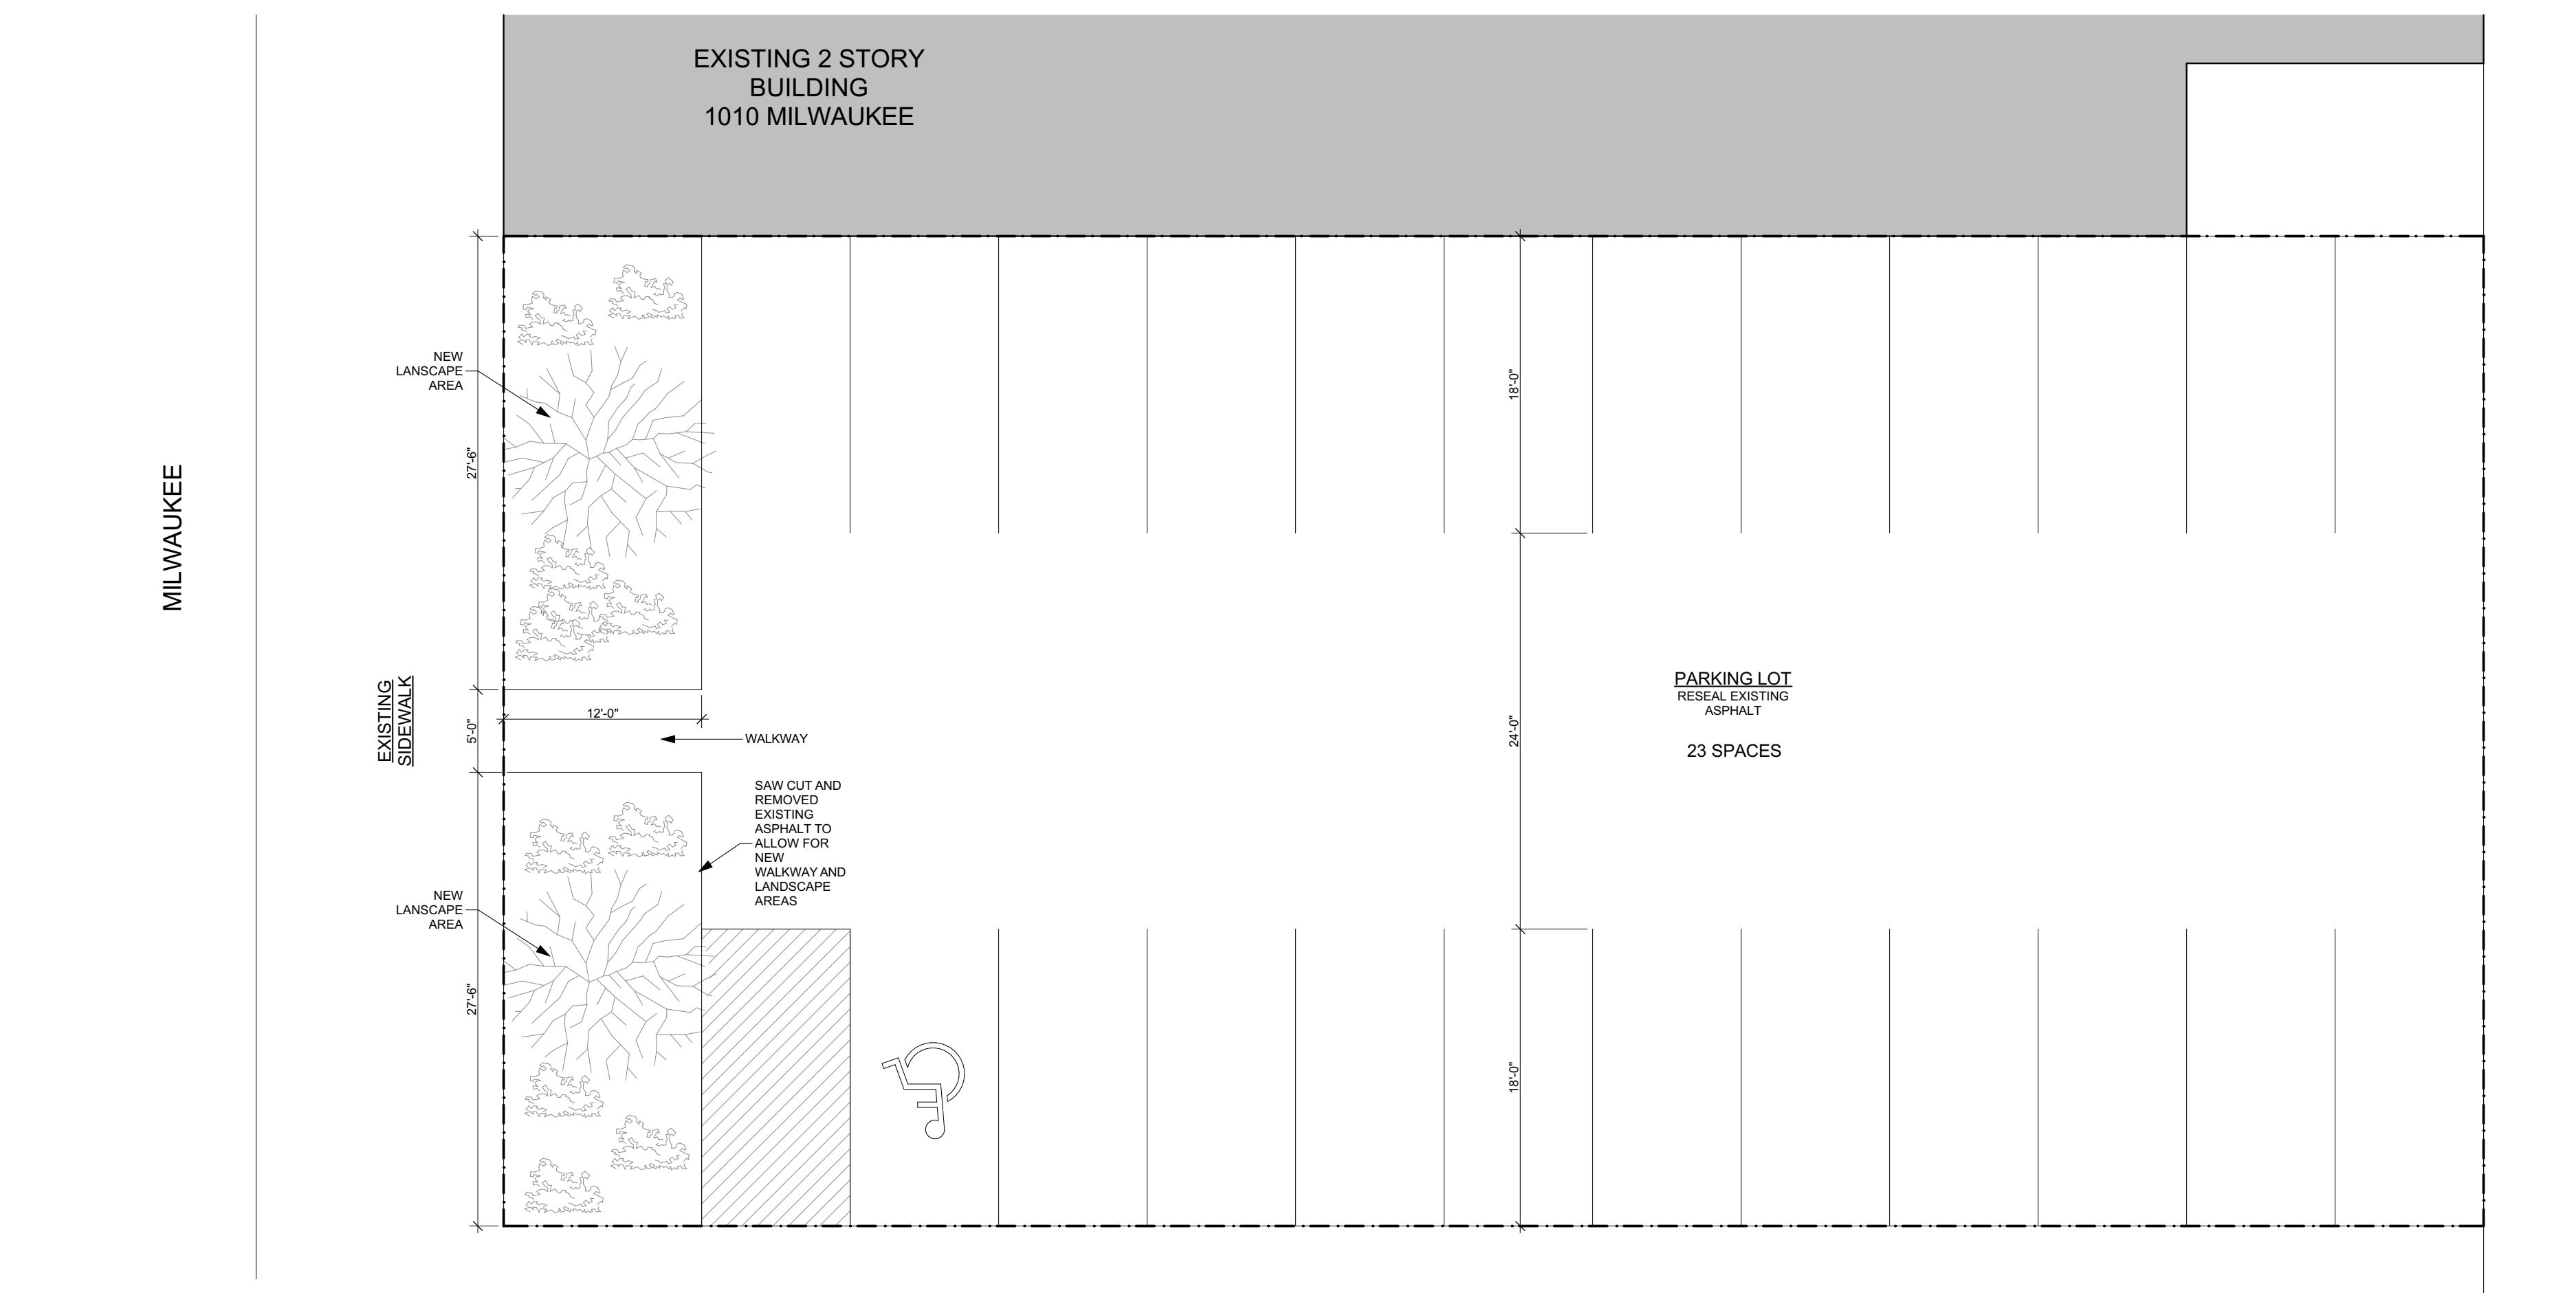 EXISTING 2 STORY
BUILDING
1010 MILWAUKEE
MILWAUKEE
NEW
LANSCAPE
AREA
27'-6"
18'-0"
EXISTING
SIDEWALK
5'-0"
12'-0"
WALKWAY
24'-0"
PARKING LOT
RESEAL EXISTING
ASPHALT
23 SPACES
SAW CUT AND
REMOVED
EXISTING
ASPHALT TO
ALLOW FOR
NEW
WALKWAY AND
LANDSCAPE
AREAS
NEW
LANSCAPE
AREA
27'-6"
18'-0"